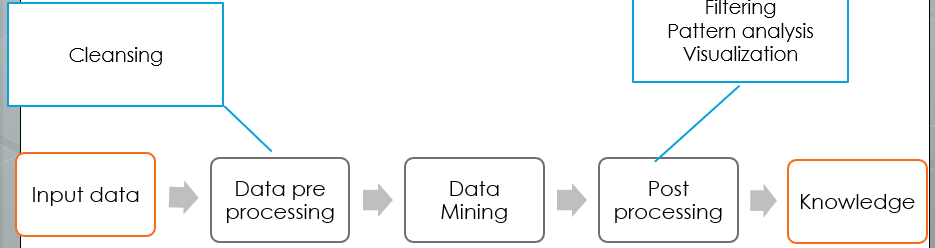 Filtering
Pattern analysis
Visualization
Cleansing
Input data
Data pre
processing
Data
Mining
Post
processing
Knowledge